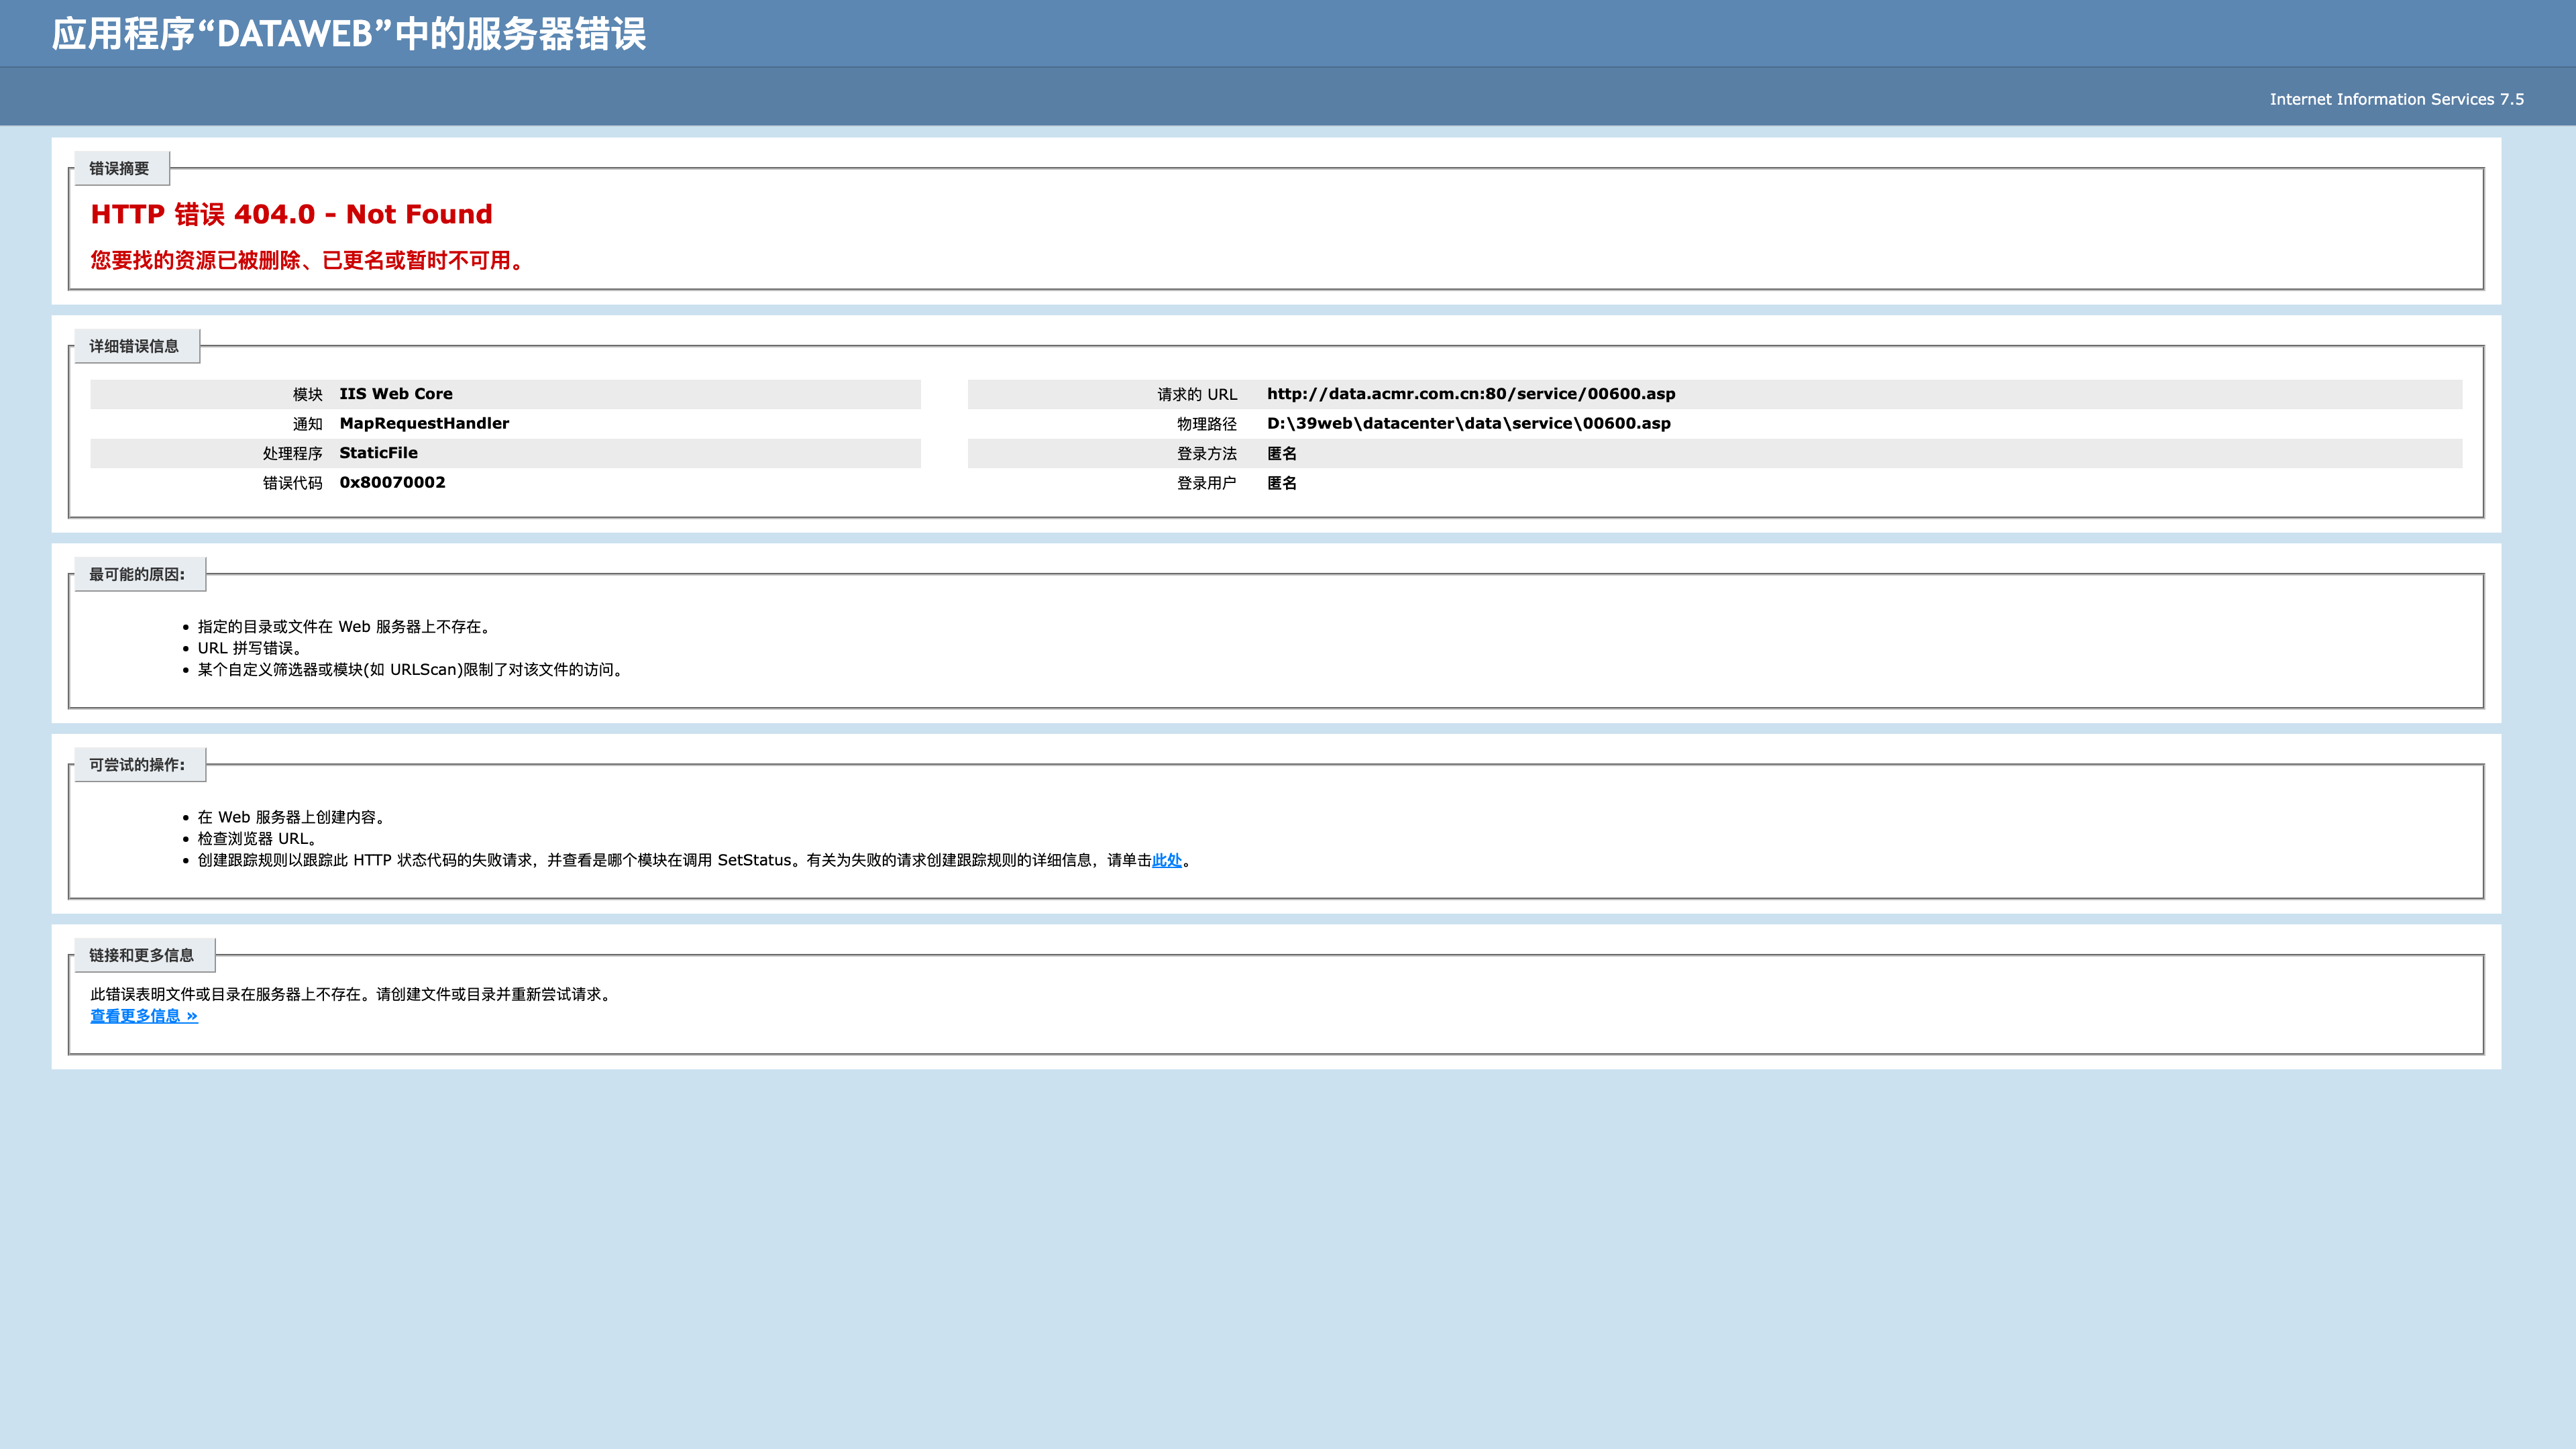 应用程序“DATAWEB”中的服务器错误
Internet Information Services 7.5
错误摘要
HTTP 错误 404.0 - Not Found
您要找的资源已被删除、已更名或暂时不可用。
详细错误信息
模块 IIS Web Core
通知 MapRequestHandler
处理程序 StaticFile
错误代码 0x80070002
请求的 URL http://data.acmr.com.cn:80/service/00600.asp
物理路径 D:\39web\datacenter\data\service\00600.asp
登录方法 匿名
登录用户 匿名
最可能的原因:
• 指定的目录或文件在 Web 服务器上不存在。
• URL 拼写错误。
• 某个自定义筛选器或模块(如 URLScan)限制了对该文件的访问。
可尝试的操作:
• 在 Web 服务器上创建内容。
• 检查浏览器 URL。
• 创建跟踪规则以跟踪此 HTTP 状态代码的失败请求，并查看是哪个模块在调用 SetStatus。有关为失败的请求创建跟踪规则的详细信息，请单击此处。
链接和更多信息
此错误表明文件或目录在服务器上不存在。请创建文件或目录并重新尝试请求。
查看更多信息 »